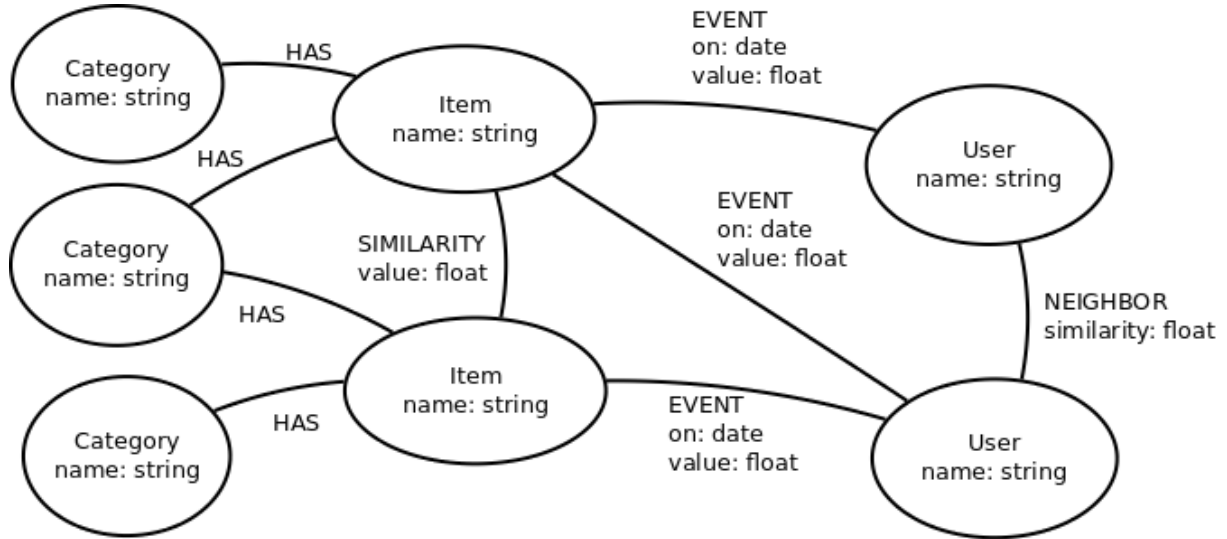 EVENT
on: date
value: float
HAS
Category
name: string
Item
name: string
User
name: string
HAS
EVENT
on: date
value: float
Category
name: string
SIMILARITY
value: float
HAS
NEIGHBOR
similarity: float
Item
name: string
EVENT
on: date
value: float
HAS
Category
name: string
User
name: string